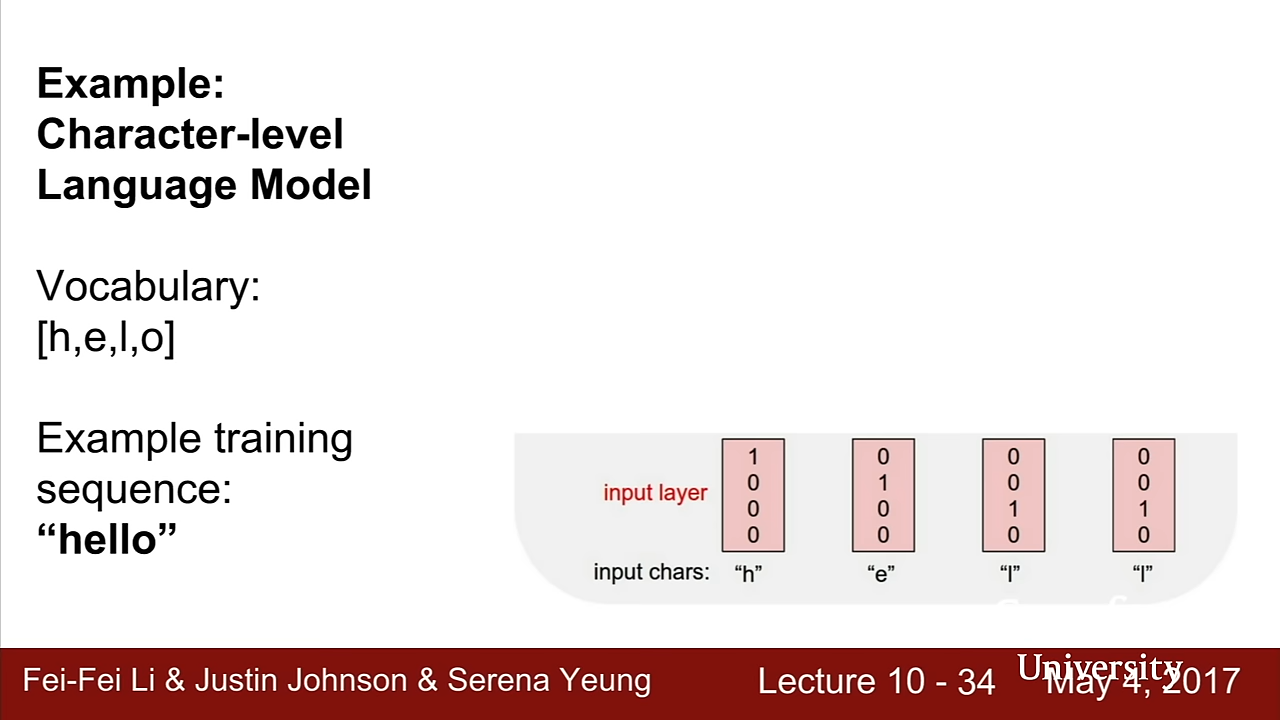 Example:
Character-level
Language Model
Vocabulary:
[h,e,l,o]
Example training
sequence:
“hello”
input layer
1 0 0 0
0 1 0 0
0 0 1 1
0 0 0 0
input chars: “h” “e” “l” “l”
Fei-Fei Li & Justin Johnson & Serena Yeung
Lecture 10 - 34
University
May 4, 2017